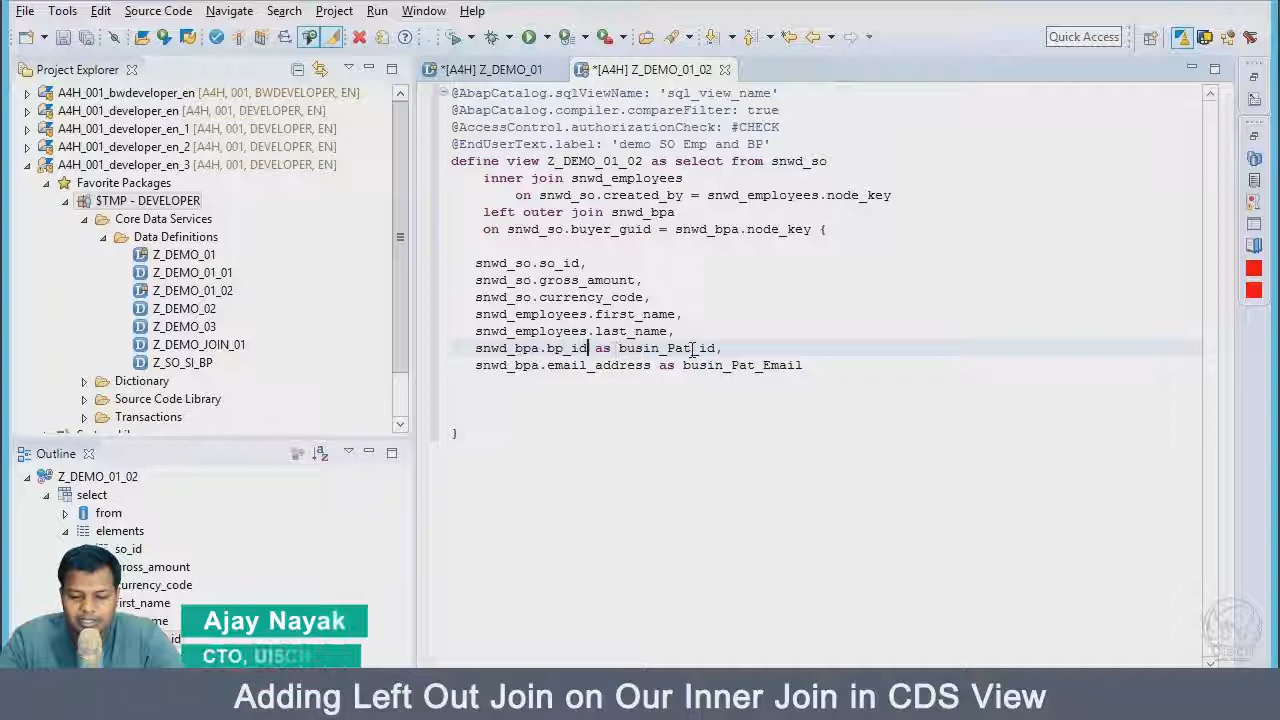 File Tools Edit Source Code Navigate Search Project Run Window Help
Quick Access
Project Explorer
*[A4H] Z_DEMO_01
*[A4H] Z_DEMO_01_02
A4H_001_bwdeveloper_en [A4H, 001, BWDEVELOPER, EN]
A4H_001_developer_en [A4H, 001, DEVELOPER, EN]
A4H_001_developer_en_1 [A4H, 001, DEVELOPER, EN]
A4H_001_developer_en_2 [A4H, 001, DEVELOPER, EN]
A4H_001_developer_en_3 [A4H, 001, DEVELOPER, EN]
Favorite Packages
$TMP - DEVELOPER
Core Data Services
Data Definitions
Z_DEMO_01
Z_DEMO_01_01
Z_DEMO_01_02
Z_DEMO_02
Z_DEMO_03
Z_DEMO_JOIN_01
Z_SO_SI_BP
Dictionary
Source Code Library
Transactions
@AbapCatalog.sqlViewName: 'sql_view_name'
@AbapCatalog.compiler.compareFilter: true
@AccessControl.authorizationCheck: #CHECK
@EndUserText.label: 'demo SO Emp and BP'
define view Z_DEMO_01_02 as select from snwd_so
inner join snwd_employees
on snwd_so.created_by = snwd_employees.node_key
left outer join snwd_bpa
on snwd_so.buyer_guid = snwd_bpa.node_key {
snwd_so.so_id,
snwd_so.gross_amount,
snwd_so.currency_code,
snwd_employees.first_name,
snwd_employees.last_name,
snwd_bpa.bp_id as busin_Pat_id,
snwd_bpa.email_address as busin_Pat_Email
}
Outline
Z_DEMO_01_02
select
from
elements
so_id
gross_amount
currency_code
first_name
Ajay Nayak
CTO, UI5CN
Adding Left Out Join on Our Inner Join in CDS View